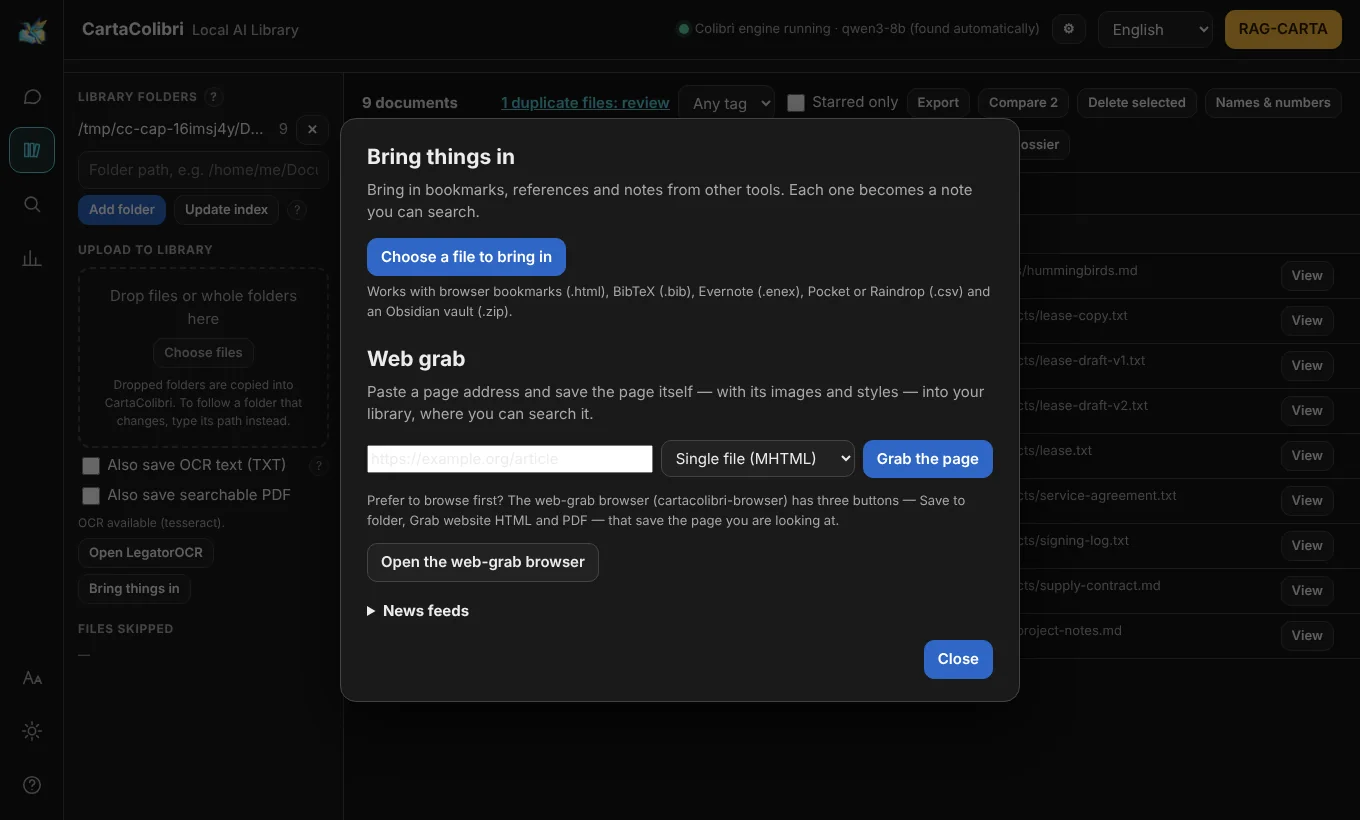 CartaColibri Local AI Library
Colibri engine running · qwen3-8b (found automatically)
English
RAG-CARTA
LIBRARY FOLDERS ?
/tmp/cc-cap-16imsj4y/D... 9 ×
Folder path, e.g. /home/me/Docu
Add folder
Update index
?
UPLOAD TO LIBRARY
Drop files or whole folders
here
Choose files
Dropped folders are copied into
CartaColibri. To follow a folder that
changes, type its path instead.
Also save OCR text (TXT) ?
Also save searchable PDF
OCR available (tesseract).
Open LegatorOCR
Bring things in
FILES SKIPPED
—
9 documents
1 duplicate files: review
Any tag
Starred only
Export
Compare 2
Delete selected
Names & numbers
ossier
Bring things in
Bring in bookmarks, references and notes from other tools. Each one becomes a note
you can search.
Choose a file to bring in
Works with browser bookmarks (.html), BibTeX (.bib), Evernote (.enex), Pocket or Raindrop (.csv) and
an Obsidian vault (.zip).
Web grab
Paste a page address and save the page itself — with its images and styles — into your
library, where you can search it.
https://example.org/article
Single file (MHTML)
Grab the page
Prefer to browse first? The web-grab browser (cartacolibri-browser) has three buttons — Save to
folder, Grab website HTML and PDF — that save the page you are looking at.
Open the web-grab browser
News feeds
Close
s/hummingbirds.md View
cts/lease-copy.txt View
cts/lease-draft-v1.txt View
cts/lease-draft-v2.txt View
cts/lease.txt View
cts/service-agreement.txt View
cts/signing-log.txt View
cts/supply-contract.md View
project-notes.md View
AA
?